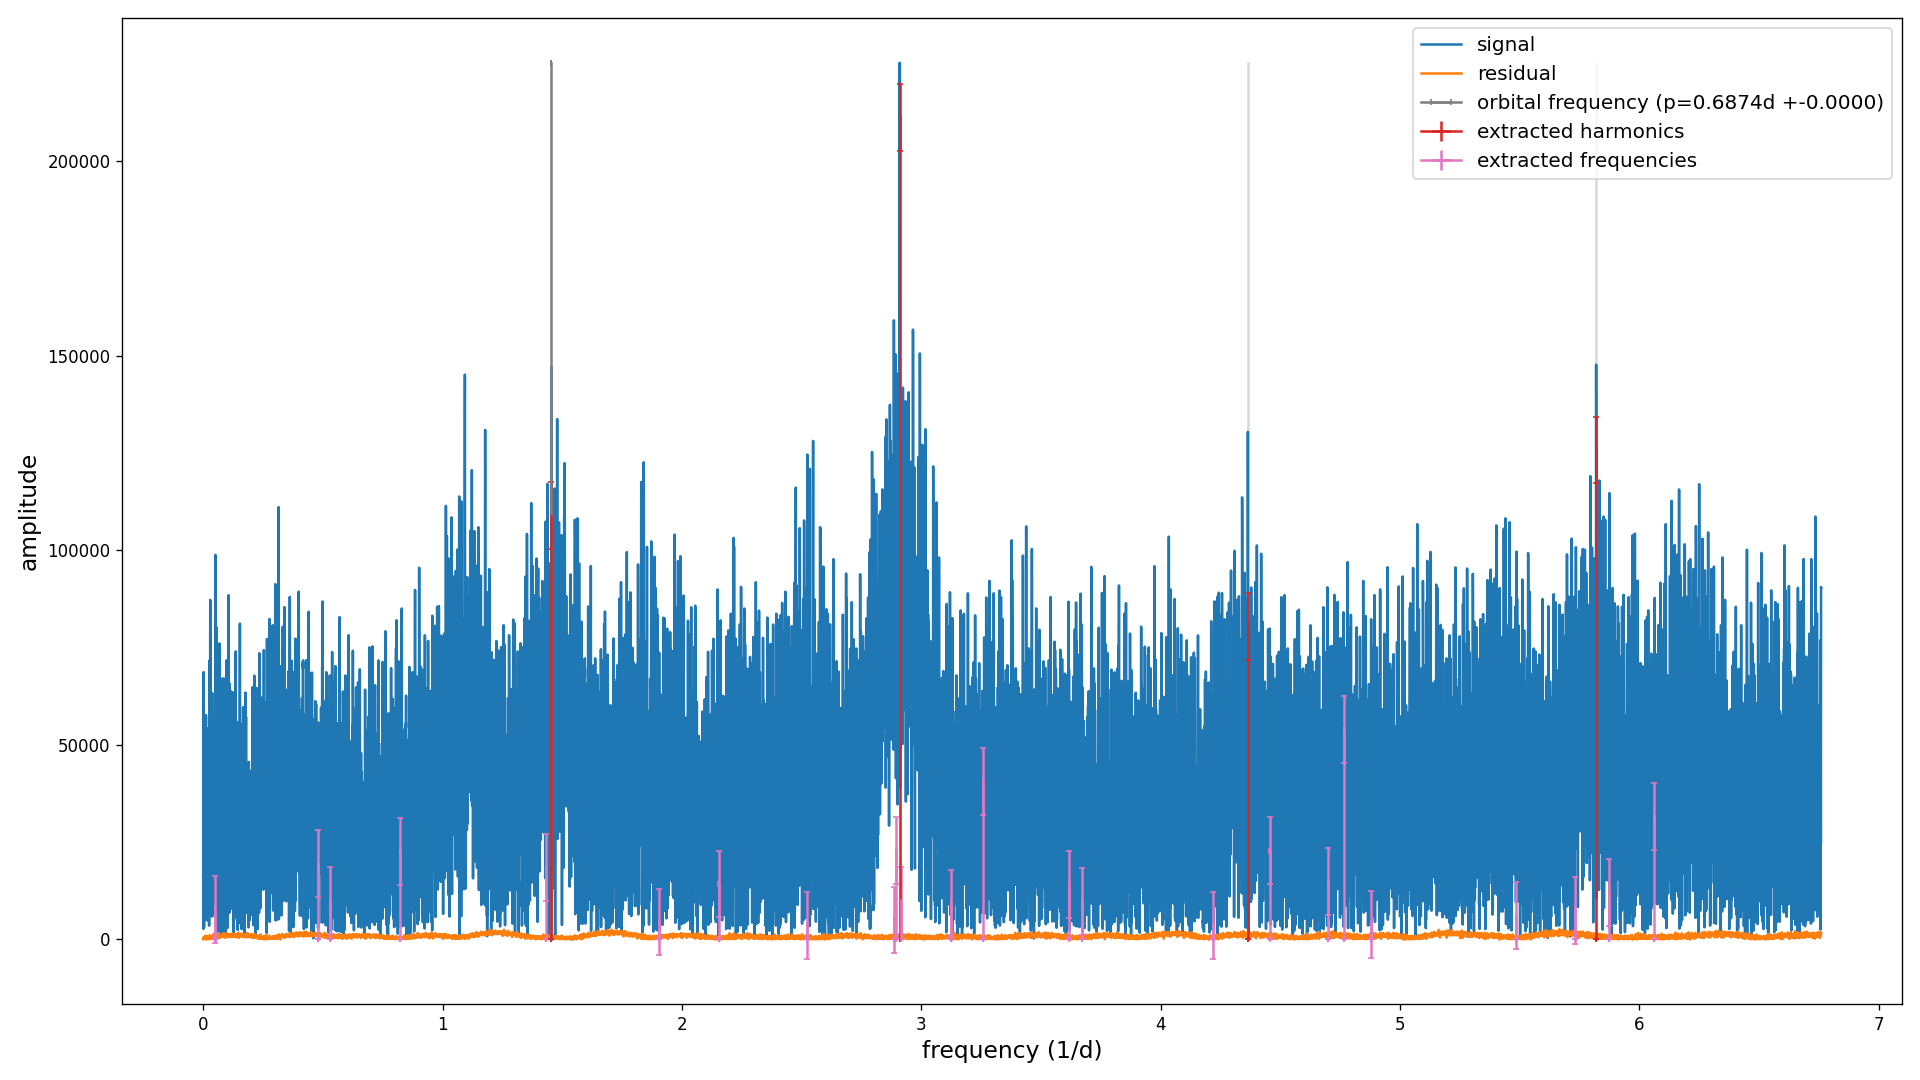 signal
residual
orbital frequency (p=0.6874d +-0.0000)
extracted harmonics
extracted frequencies
amplitude
200000
150000
100000
50000
0
0 1 2 3 4 5 6 7
frequency (1/d)